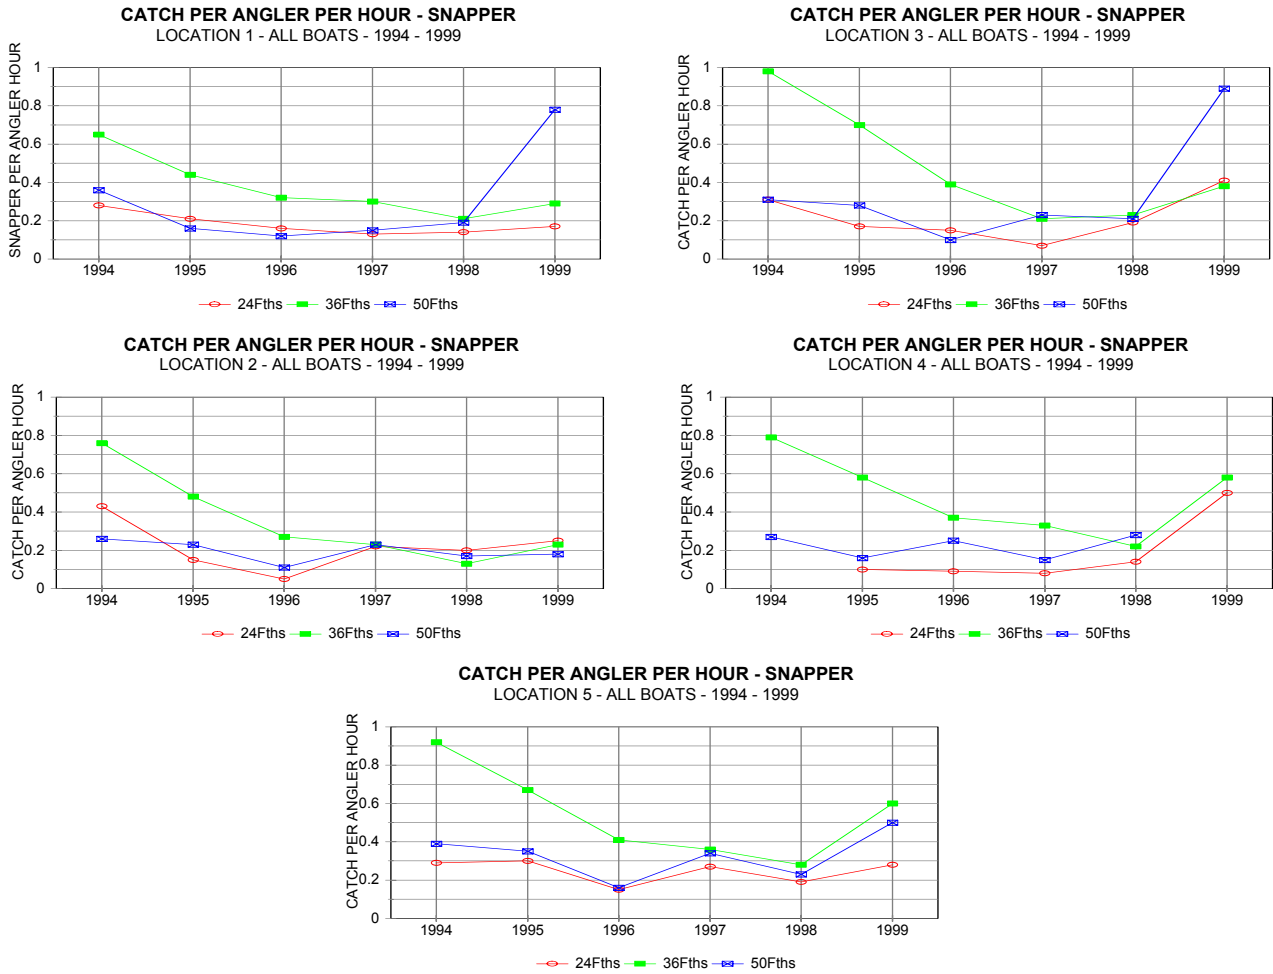 CATCH PER ANGLER PER HOUR - SNAPPER
LOCATION 1 - ALL BOATS - 1994 - 1999
SNAPPER PER ANGLER HOUR
1
0.8
0.6
0.4
0.2
0
1994 1995 1996 1997 1998 1999
24Fths 36Fths 50Fths
CATCH PER ANGLER PER HOUR - SNAPPER
LOCATION 3 - ALL BOATS - 1994 - 1999
CATCH PER ANGLER HOUR
1
0.8
0.6
0.4
0.2
0
1994 1995 1996 1997 1998 1999
24Fths 36Fths 50Fths
CATCH PER ANGLER PER HOUR - SNAPPER
LOCATION 2 - ALL BOATS - 1994 - 1999
CATCH PER ANGLER HOUR
1
0.8
0.6
0.4
0.2
0
1994 1995 1996 1997 1998 1999
24Fths 36Fths 50Fths
CATCH PER ANGLER PER HOUR - SNAPPER
LOCATION 4 - ALL BOATS - 1994 - 1999
CATCH PER ANGLER HOUR
1
0.8
0.6
0.4
0.2
0
1994 1995 1996 1997 1998 1999
24Fths 36Fths 50Fths
CATCH PER ANGLER PER HOUR - SNAPPER
LOCATION 5 - ALL BOATS - 1994 - 1999
CATCH PER ANGLER HOUR
1
0.8
0.6
0.4
0.2
0
1994 1995 1996 1997 1998 1999
24Fths 36Fths 50Fths